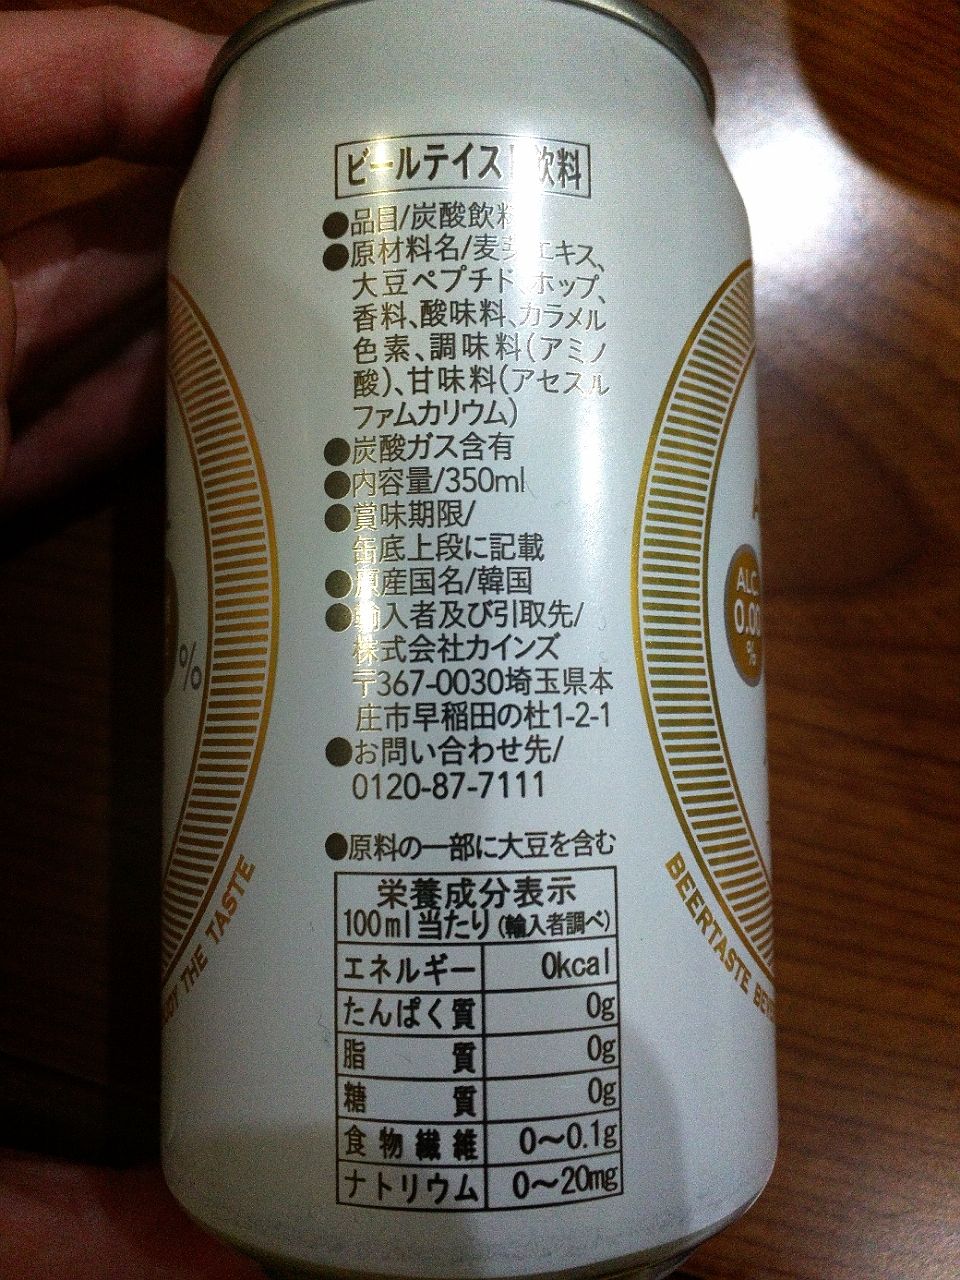 ビールテイスト飲料
●品目/炭酸飲料
●原材料名/麦芽エキス、
大豆ペプチド、ホップ、
香料、酸味料、カラメル
色素、調味料(アミノ
酸)、甘味料(アセスル
ファムカリウム)
●炭酸ガス含有
●内容量/350ml
●賞味期限/
缶底上段に記載
●原産国名/韓国
●輸入者及び引取先/
株式会社カインズ
〒367-0030埼玉県本
庄市早稲田の杜1-2-1
●お問い合わせ先/
0120-87-7111
●原料の一部に大豆を含む
栄養成分表示
100ml当たり(輸入者調べ)
エネルギー 0kcal
たんぱく質 0g
脂質 0g
糖質 0g
食物繊維 0〜0.1g
ナトリウム 0〜20mg
%
THE TASTE
ALC.
0.00
%
BEERTASTE